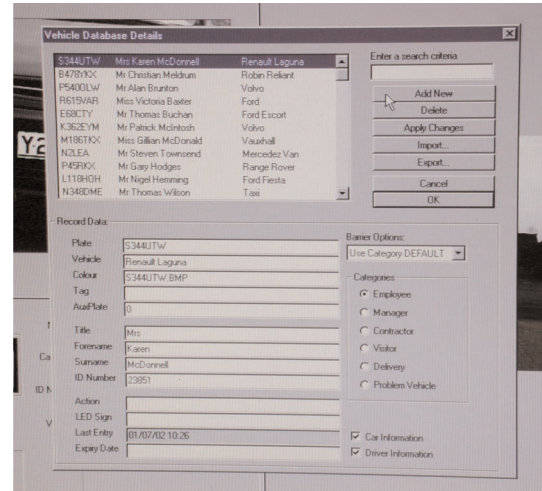 Vehicle Database Details
S344UTW Mrs Karen McDonnell Renault Laguna
B478YKX Mr Christian Meldrum Robin Reliant
P540OLW Mr Alan Brunton Volvo
R615VAR Miss Victoria Baxter Ford
E68CTY Mr Thomas Buchan Ford Escort
K362EYM Mr Patrick McIntosh Volvo
M186TKX Miss Gillian McDonald Vauxhall
N2LEA Mr Steven Townsend Mercedez Van
P45RKX Mr Gary Hodges Range Rover
L118HOH Mr Nigel Hemming Ford Fiesta
N348DME Mr Thomas Wilson Taxi
Enter a search criteria
Add New
Delete
Apply Changes
Import...
Export...
Cancel
OK
Record Data:
Plate S344UTW
Vehicle Renault Laguna
Colour S344UTW.BMP
Tag
AuxPlate 0
Title Mrs
Forename Karen
Surname McDonnell
ID Number 23851
Action
LED Sign
Last Entry 01/07/02 10:26
Expiry Date
Barrier Options:
Use Category DEFAULT
Categories
Employee
Manager
Contractor
Visitor
Delivery
Problem Vehicle
Car Information
Driver Information
Y2
Ca
ID N
V